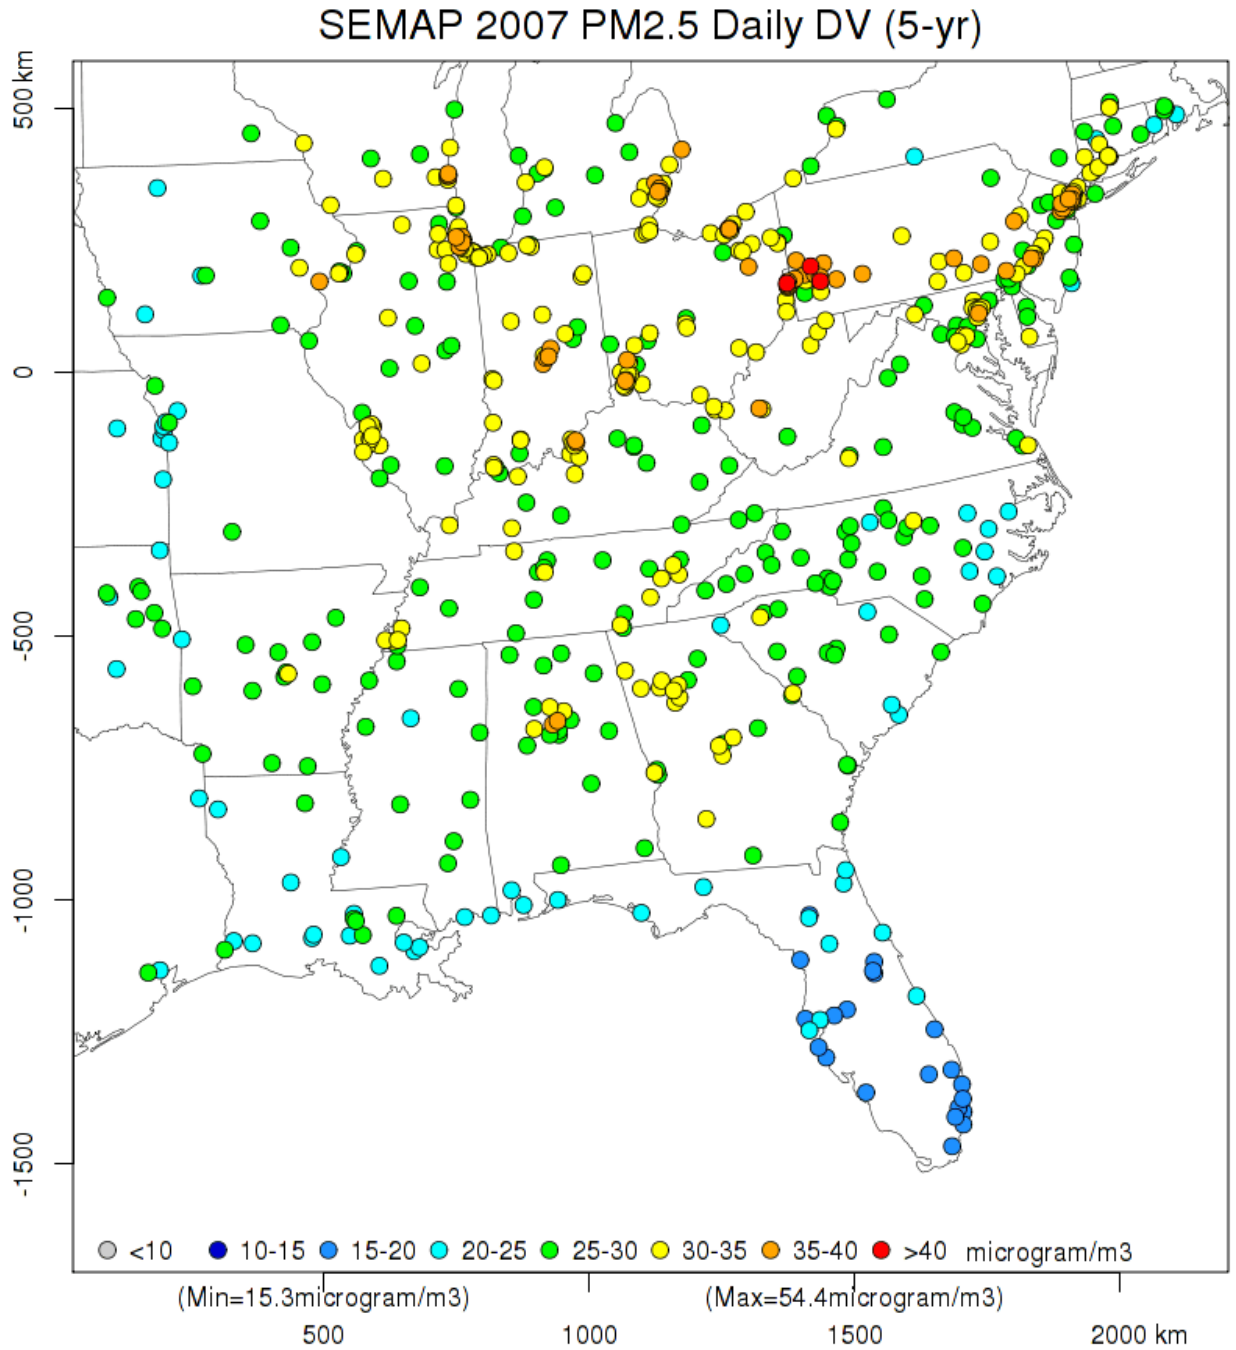 SEMAP 2007 PM2.5 Daily DV (5-yr)
500 km
0
-500
-1000
-1500
<10 10-15 15-20 20-25 25-30 30-35 35-40 >40 microgram/m3
(Min=15.3microgram/m3) (Max=54.4microgram/m3)
500 1000 1500 2000 km